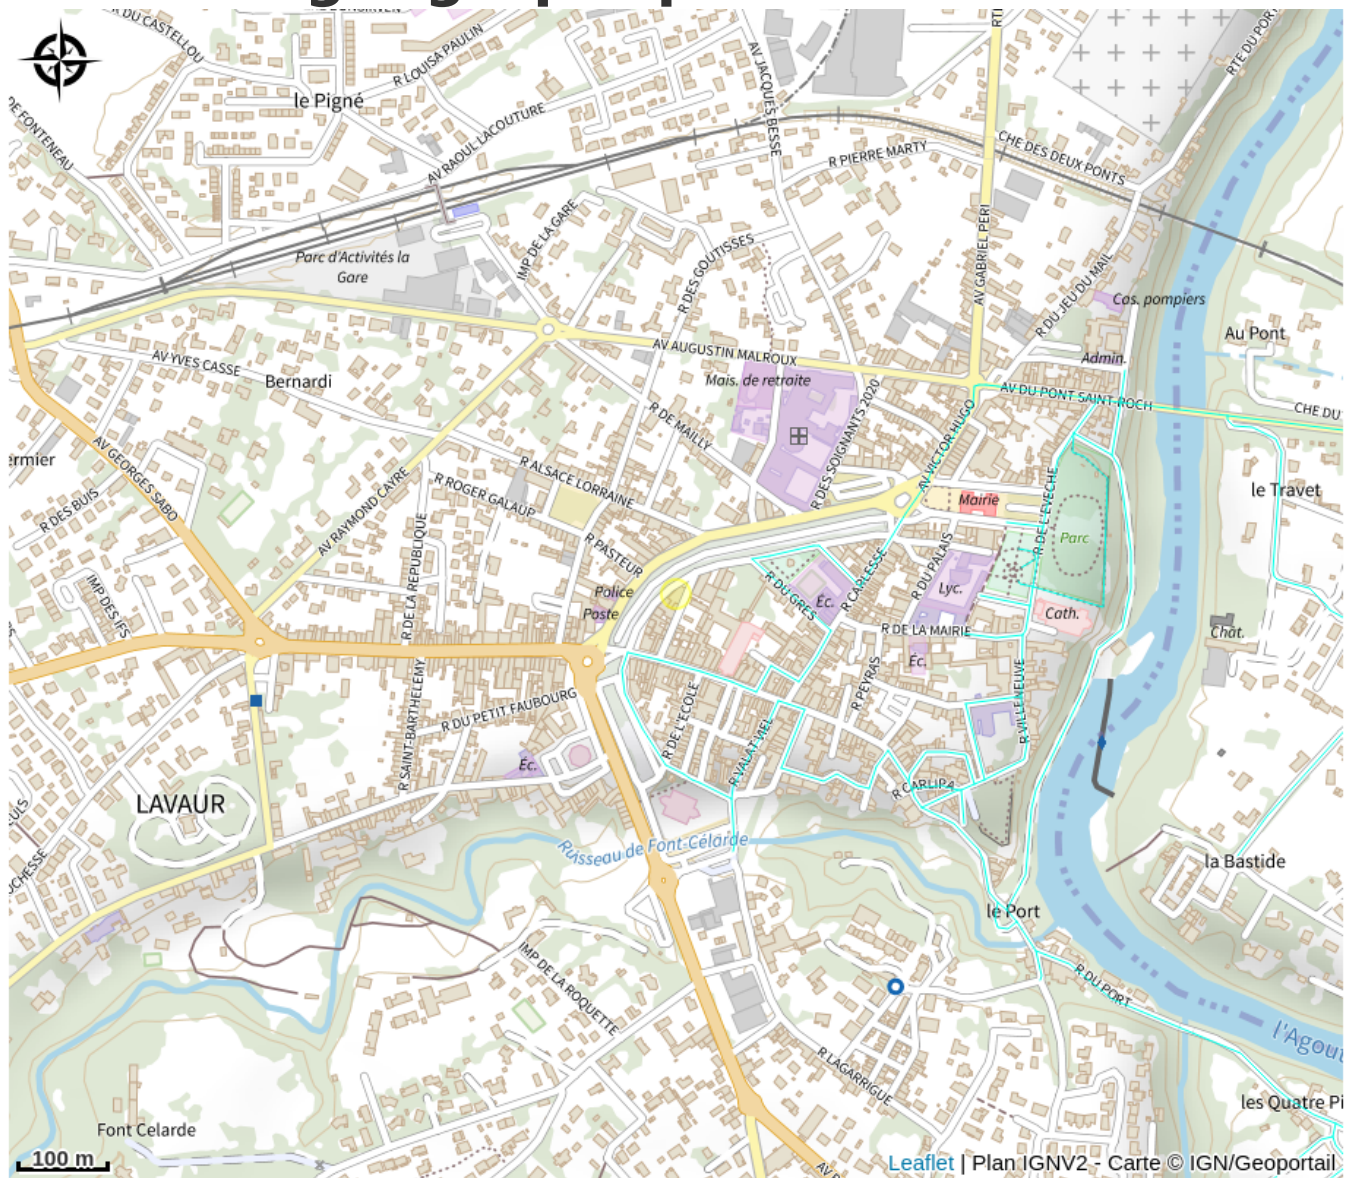 R DU CASTELLOU
R LOUISA PAULIN
AV JACQUES BESSE
RTE DU PORT
le Pigné
DE FONTENEAU
AV RAOUL LACOUTURE
R PIERRE MARTY
CHE DES DEUX PONTS
IMP DE LA GARE
R DES GOUTISSES
AV GABRIEL PERI
R DU JEU DU MAIL
Parc d'Activités la
Gare
Cas. pompiers
Au Pont
AV AUGUSTIN MALROUX
Admin.
AV YVES CASSE
Bernardi
Mais. de retraite
AV DU PONT SAINT-ROCH
CHE DU
R DE MAILLY
R DES SOIGNANTS 2020
AV VICTOR HUGO
ermier
AV GEORGES SABO
R ALSACE LORRAINE
R ROGER GALAUP
AV RAYMOND CAYRE
R DES BUIS
Mairie
R DE L'EVECHE
le Travet
Parc
R PASTEUR
R DE LA REPUBLIQUE
R DU PALAIS
R CARLESSE
R DU GRES
Lyc.
IMP DES IFS
Police
Poste
Éc.
Cath.
R DE LA MAIRIE
Chât.
Éc.
R SAINT-BARTHELEMY
R DU PETIT FAUBOURG
R DE L'ECOLE
R PEYRAS
R VILLENEUVE
R VALAT VIEL
Éc.
R CARLIPA
LAVAUR
Ruisseau de Font-Célarde
la Bastide
OUCHESSE
le Port
IMP DE LA ROQUETTE
R DU PORT
l'Agout
R LAGARRIGUE
les Quatre Pi
Font Celarde
AV D
100 m
Leaflet | Plan IGNV2 - Carte © IGN/Geoportail